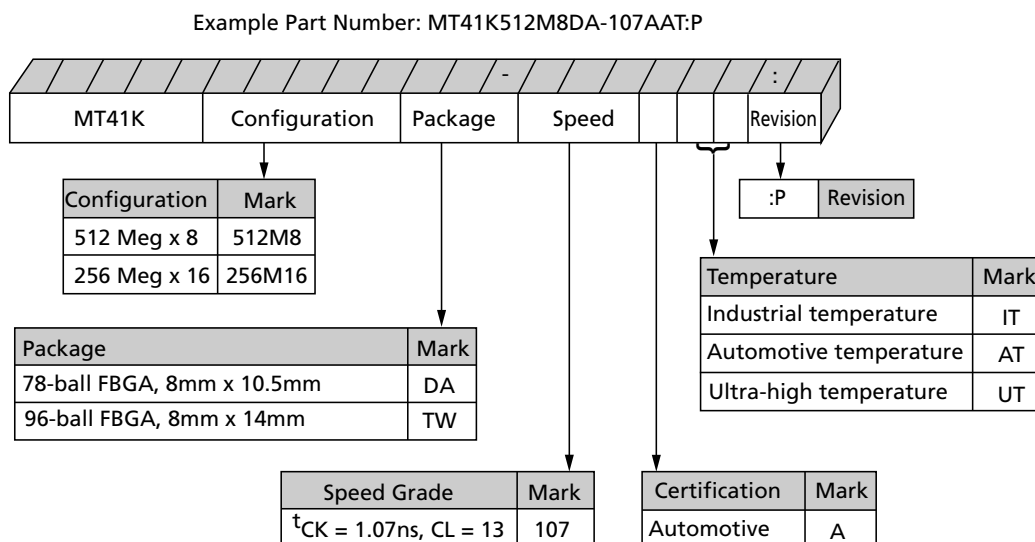 Example Part Number: MT41K512M8DA-107AAT:P
- :
MT41K Configuration Package Speed Revision
Configuration Mark
512 Meg x 8 512M8
256 Meg x 16 256M16
:P Revision
Temperature Mark
Industrial temperature IT
Automotive temperature AT
Ultra-high temperature UT
Package Mark
78-ball FBGA, 8mm x 10.5mm DA
96-ball FBGA, 8mm x 14mm TW
Speed Grade Mark
tCK = 1.07ns, CL = 13 107
Certification Mark
Automotive A